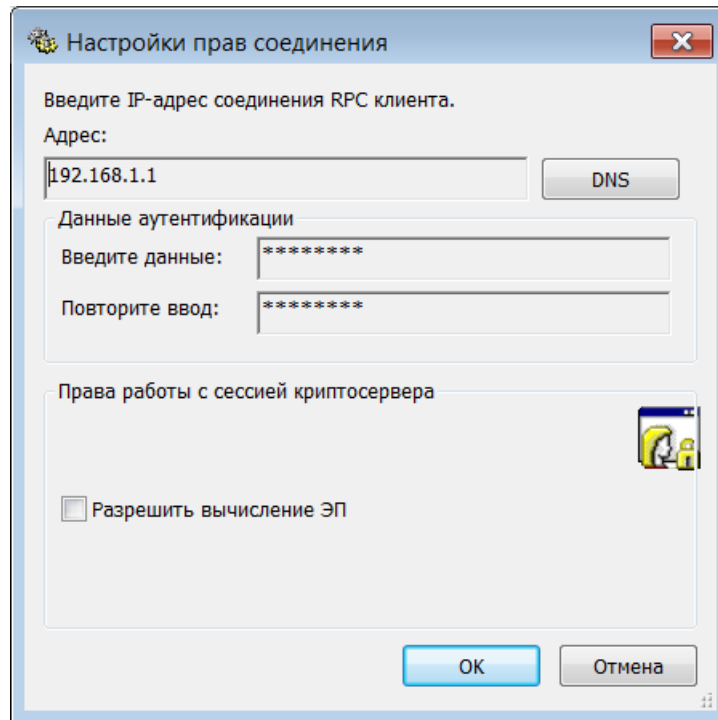 Настройки прав соединения
Введите IP-адрес соединения RPC клиента.
Адрес:
192.168.1.1
DNS
Данные аутентификации
Введите данные: ********
Повторите ввод: ********
Права работы с сессией криптосервера
Разрешить вычисление ЭП
OK
Отмена